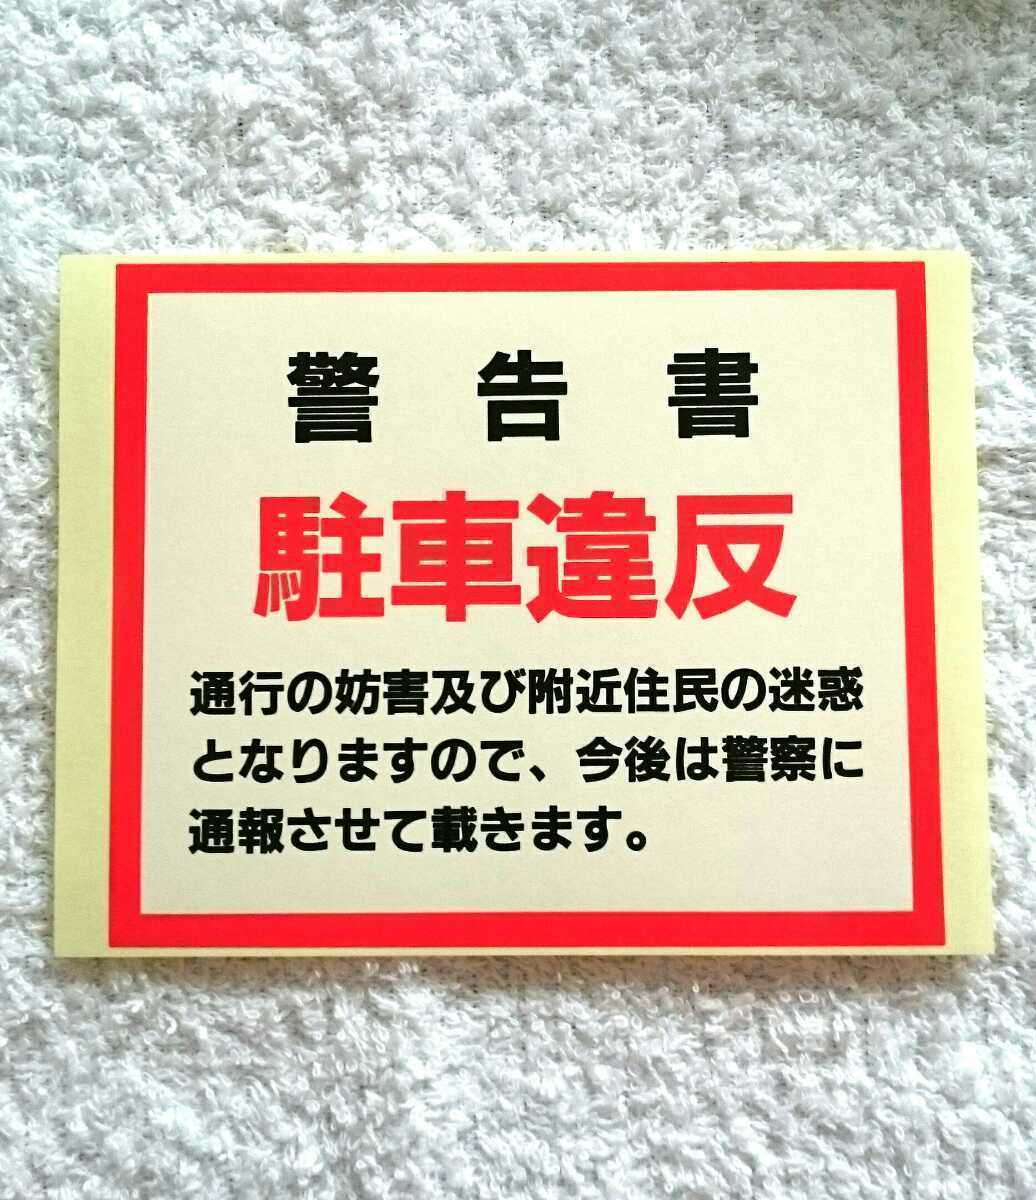 警告書
駐車違反
通行の妨害及び附近住民の迷惑
となりますので、今後は警察に
通報させて載きます。